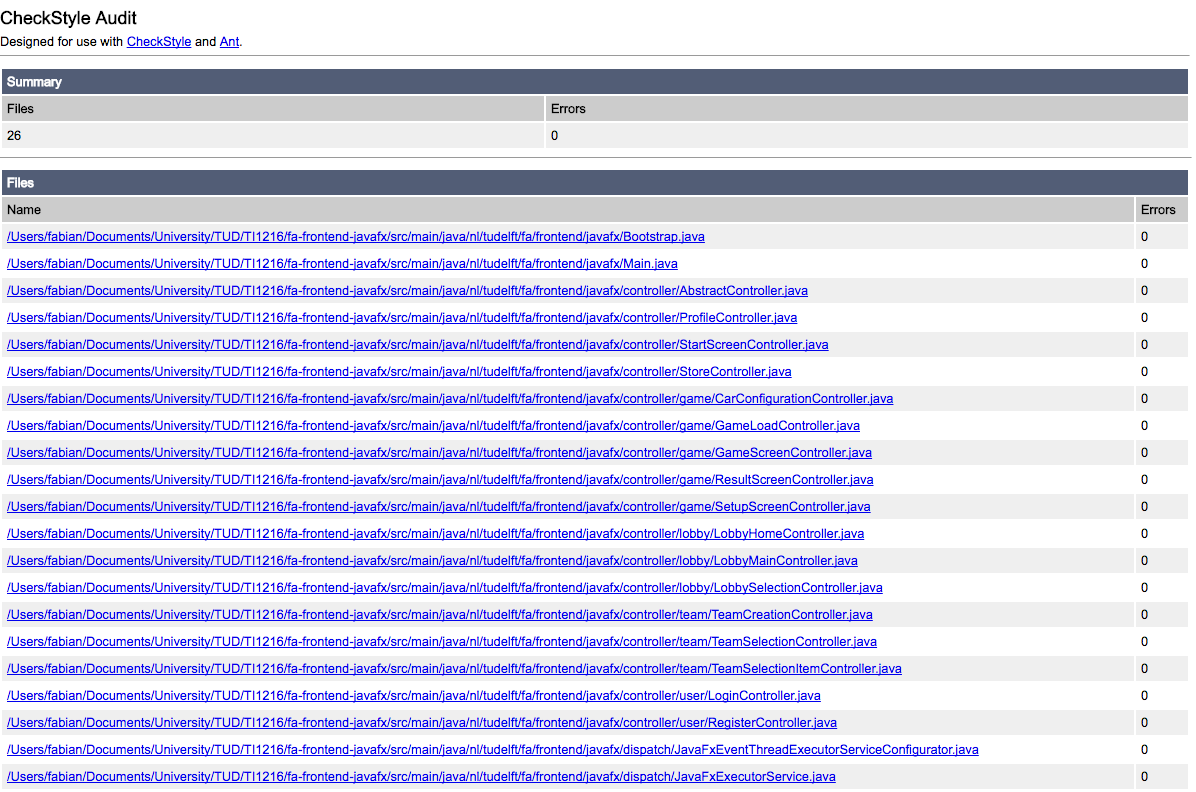 CheckStyle Audit
Designed for use with CheckStyle and Ant.
Summary
Files Errors
26 0
Files
Name Errors
/Users/fabian/Documents/University/TUD/TI1216/fa-frontend-javafx/src/main/java/nl/tudelft/fa/frontend/javafx/Bootstrap.java 0
/Users/fabian/Documents/University/TUD/TI1216/fa-frontend-javafx/src/main/java/nl/tudelft/fa/frontend/javafx/Main.java 0
/Users/fabian/Documents/University/TUD/TI1216/fa-frontend-javafx/src/main/java/nl/tudelft/fa/frontend/javafx/controller/AbstractController.java 0
/Users/fabian/Documents/University/TUD/TI1216/fa-frontend-javafx/src/main/java/nl/tudelft/fa/frontend/javafx/controller/ProfileController.java 0
/Users/fabian/Documents/University/TUD/TI1216/fa-frontend-javafx/src/main/java/nl/tudelft/fa/frontend/javafx/controller/StartScreenController.java 0
/Users/fabian/Documents/University/TUD/TI1216/fa-frontend-javafx/src/main/java/nl/tudelft/fa/frontend/javafx/controller/StoreController.java 0
/Users/fabian/Documents/University/TUD/TI1216/fa-frontend-javafx/src/main/java/nl/tudelft/fa/frontend/javafx/controller/game/CarConfigurationController.java 0
/Users/fabian/Documents/University/TUD/TI1216/fa-frontend-javafx/src/main/java/nl/tudelft/fa/frontend/javafx/controller/game/GameLoadController.java 0
/Users/fabian/Documents/University/TUD/TI1216/fa-frontend-javafx/src/main/java/nl/tudelft/fa/frontend/javafx/controller/game/GameScreenController.java 0
/Users/fabian/Documents/University/TUD/TI1216/fa-frontend-javafx/src/main/java/nl/tudelft/fa/frontend/javafx/controller/game/ResultScreenController.java 0
/Users/fabian/Documents/University/TUD/TI1216/fa-frontend-javafx/src/main/java/nl/tudelft/fa/frontend/javafx/controller/game/SetupScreenController.java 0
/Users/fabian/Documents/University/TUD/TI1216/fa-frontend-javafx/src/main/java/nl/tudelft/fa/frontend/javafx/controller/lobby/LobbyHomeController.java 0
/Users/fabian/Documents/University/TUD/TI1216/fa-frontend-javafx/src/main/java/nl/tudelft/fa/frontend/javafx/controller/lobby/LobbyMainController.java 0
/Users/fabian/Documents/University/TUD/TI1216/fa-frontend-javafx/src/main/java/nl/tudelft/fa/frontend/javafx/controller/lobby/LobbySelectionController.java 0
/Users/fabian/Documents/University/TUD/TI1216/fa-frontend-javafx/src/main/java/nl/tudelft/fa/frontend/javafx/controller/team/TeamCreationController.java 0
/Users/fabian/Documents/University/TUD/TI1216/fa-frontend-javafx/src/main/java/nl/tudelft/fa/frontend/javafx/controller/team/TeamSelectionController.java 0
/Users/fabian/Documents/University/TUD/TI1216/fa-frontend-javafx/src/main/java/nl/tudelft/fa/frontend/javafx/controller/team/TeamSelectionItemController.java 0
/Users/fabian/Documents/University/TUD/TI1216/fa-frontend-javafx/src/main/java/nl/tudelft/fa/frontend/javafx/controller/user/LoginController.java 0
/Users/fabian/Documents/University/TUD/TI1216/fa-frontend-javafx/src/main/java/nl/tudelft/fa/frontend/javafx/controller/user/RegisterController.java 0
/Users/fabian/Documents/University/TUD/TI1216/fa-frontend-javafx/src/main/java/nl/tudelft/fa/frontend/javafx/dispatch/JavaFxEventThreadExecutorServiceConfigurator.java 0
/Users/fabian/Documents/University/TUD/TI1216/fa-frontend-javafx/src/main/java/nl/tudelft/fa/frontend/javafx/dispatch/JavaFxExecutorService.java 0